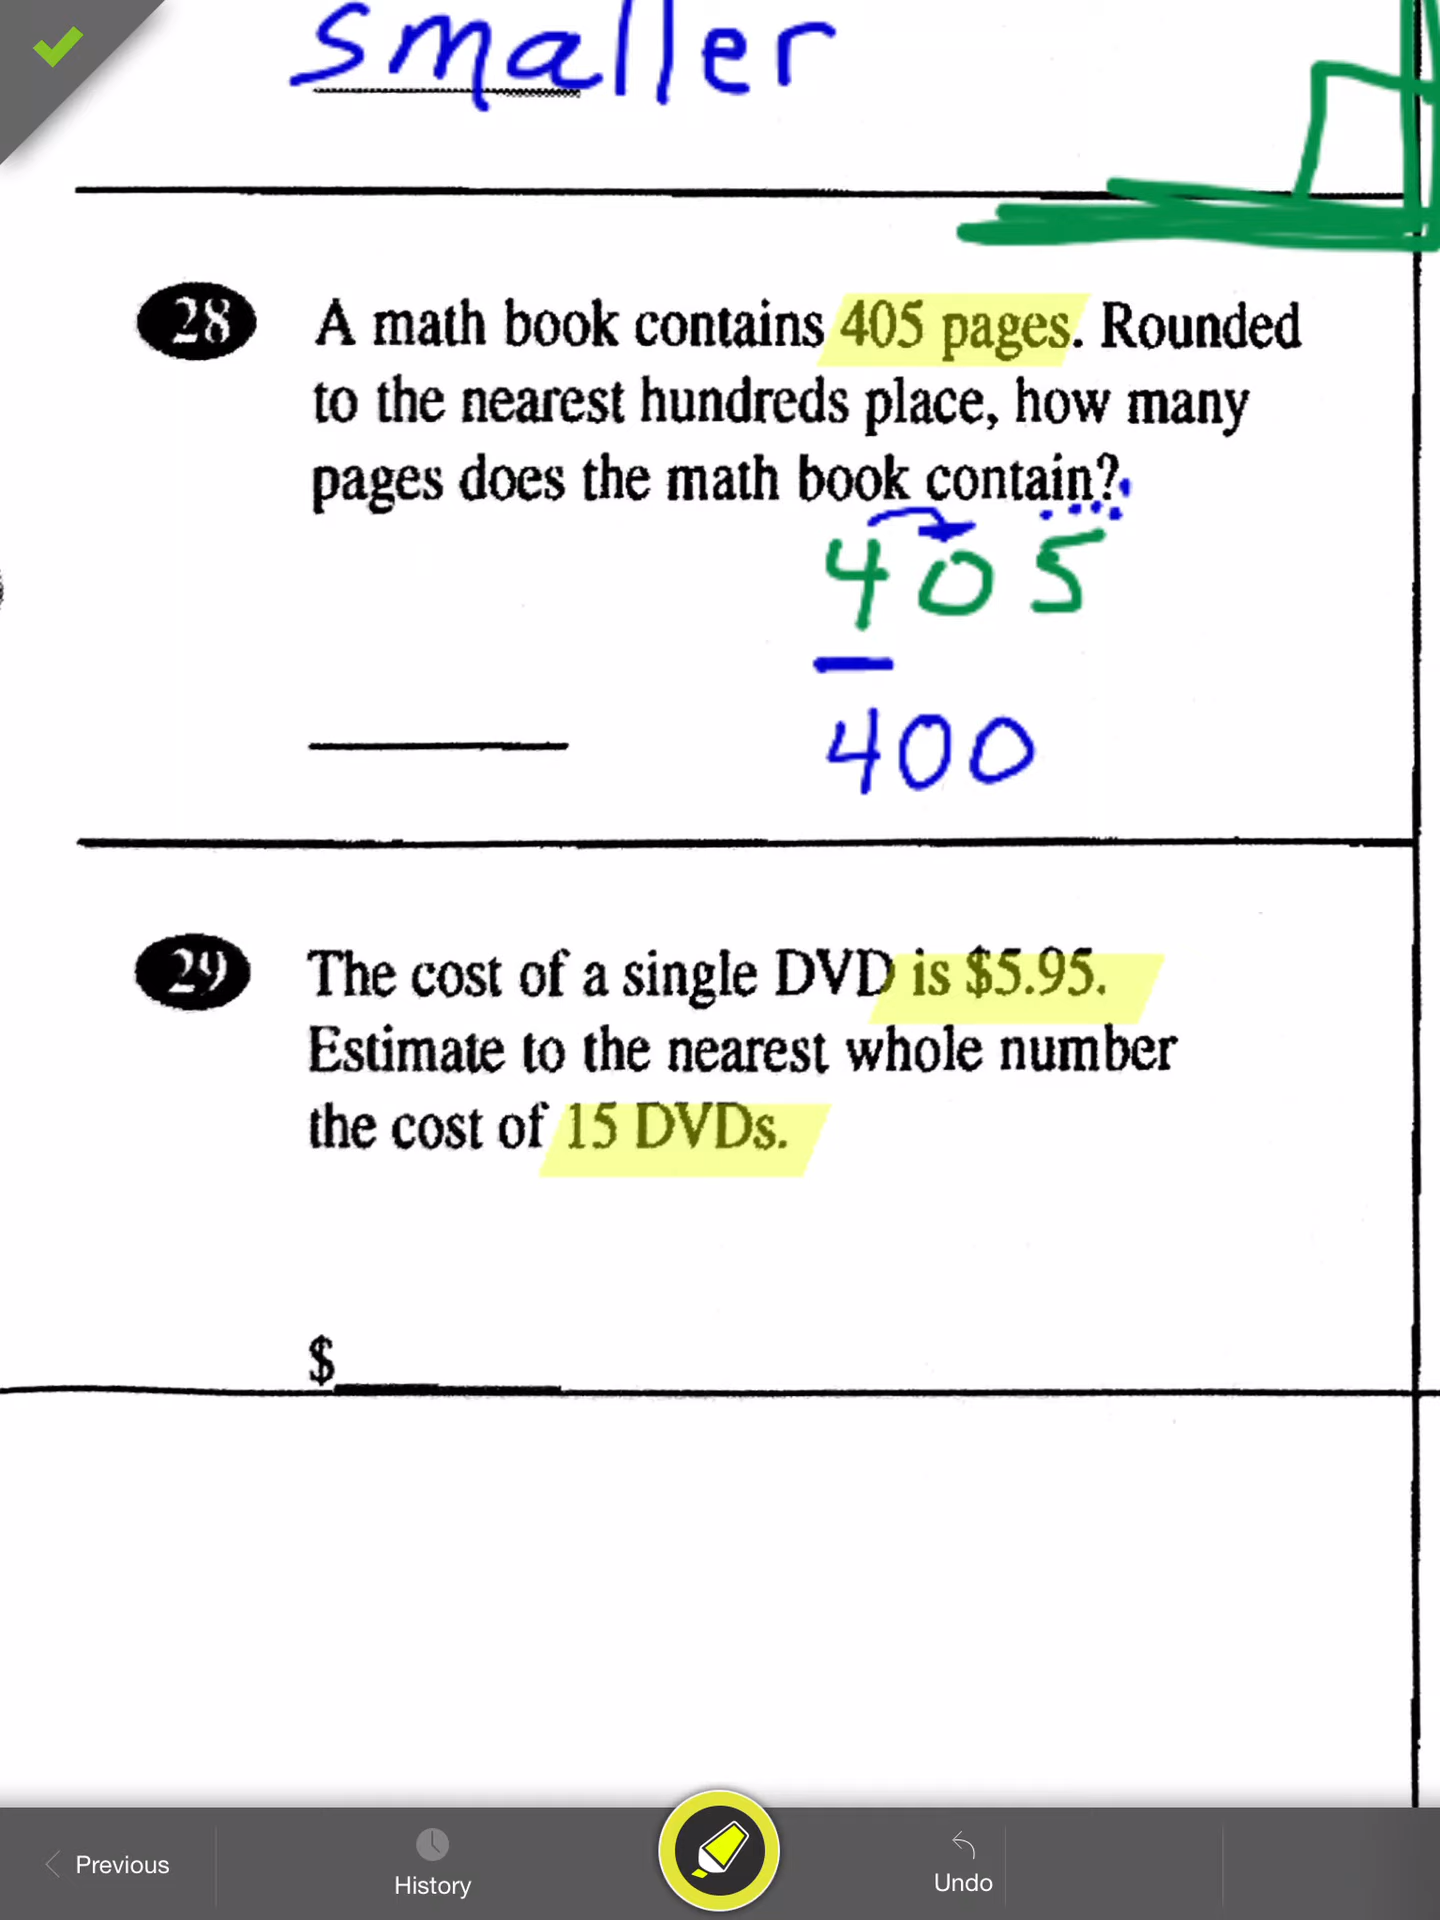 smaller
28 A math book contains 405 pages. Rounded
to the nearest hundreds place, how many
pages does the math book contain?
405
400
29 The cost of a single DVD is $5.95.
Estimate to the nearest whole number
the cost of 15 DVDs.
$
Previous
History
Undo